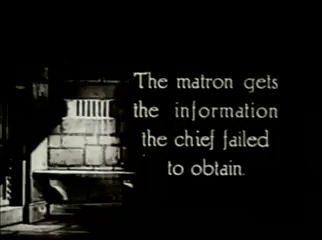 The matron gets
the information
the chief failed
to obtain.